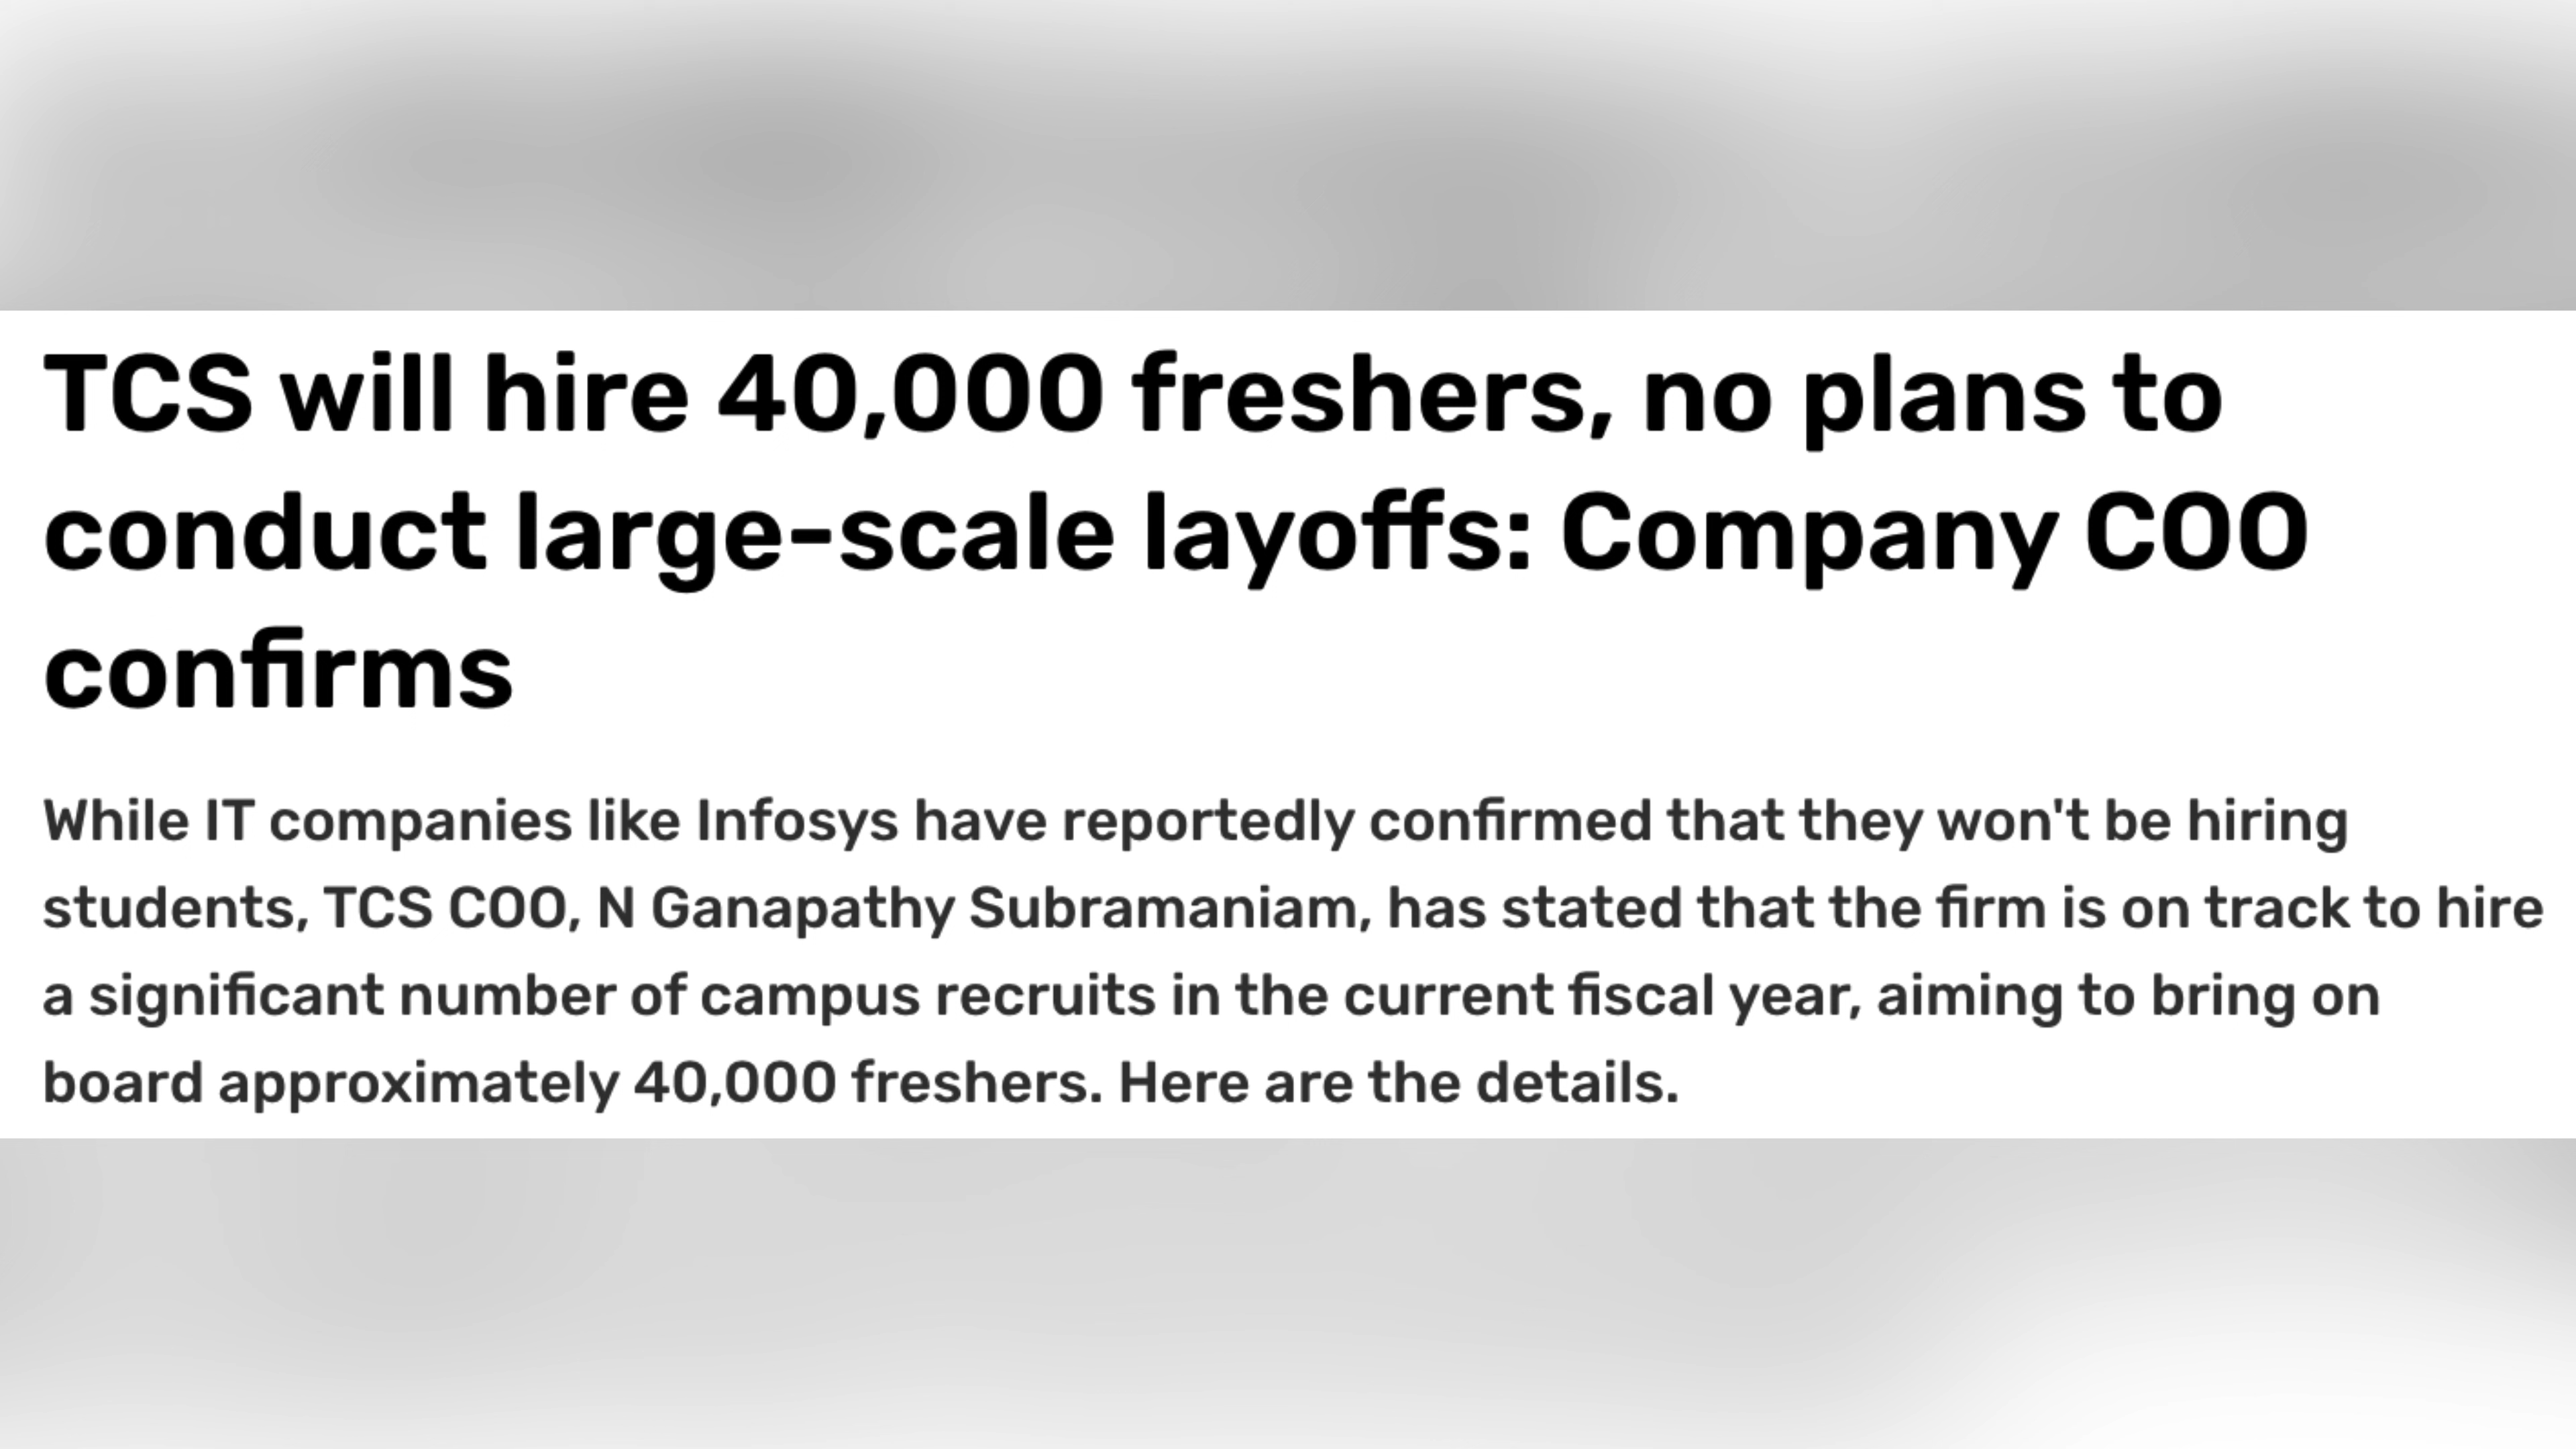 TCS will hire 40,000 freshers, no plans to
conduct large-scale layoffs: Company COO
confirms
While IT companies like Infosys have reportedly confirmed that they won't be hiring
students, TCS COO, N Ganapathy Subramaniam, has stated that the firm is on track to hire
a significant number of campus recruits in the current fiscal year, aiming to bring on
board approximately 40,000 freshers. Here are the details.